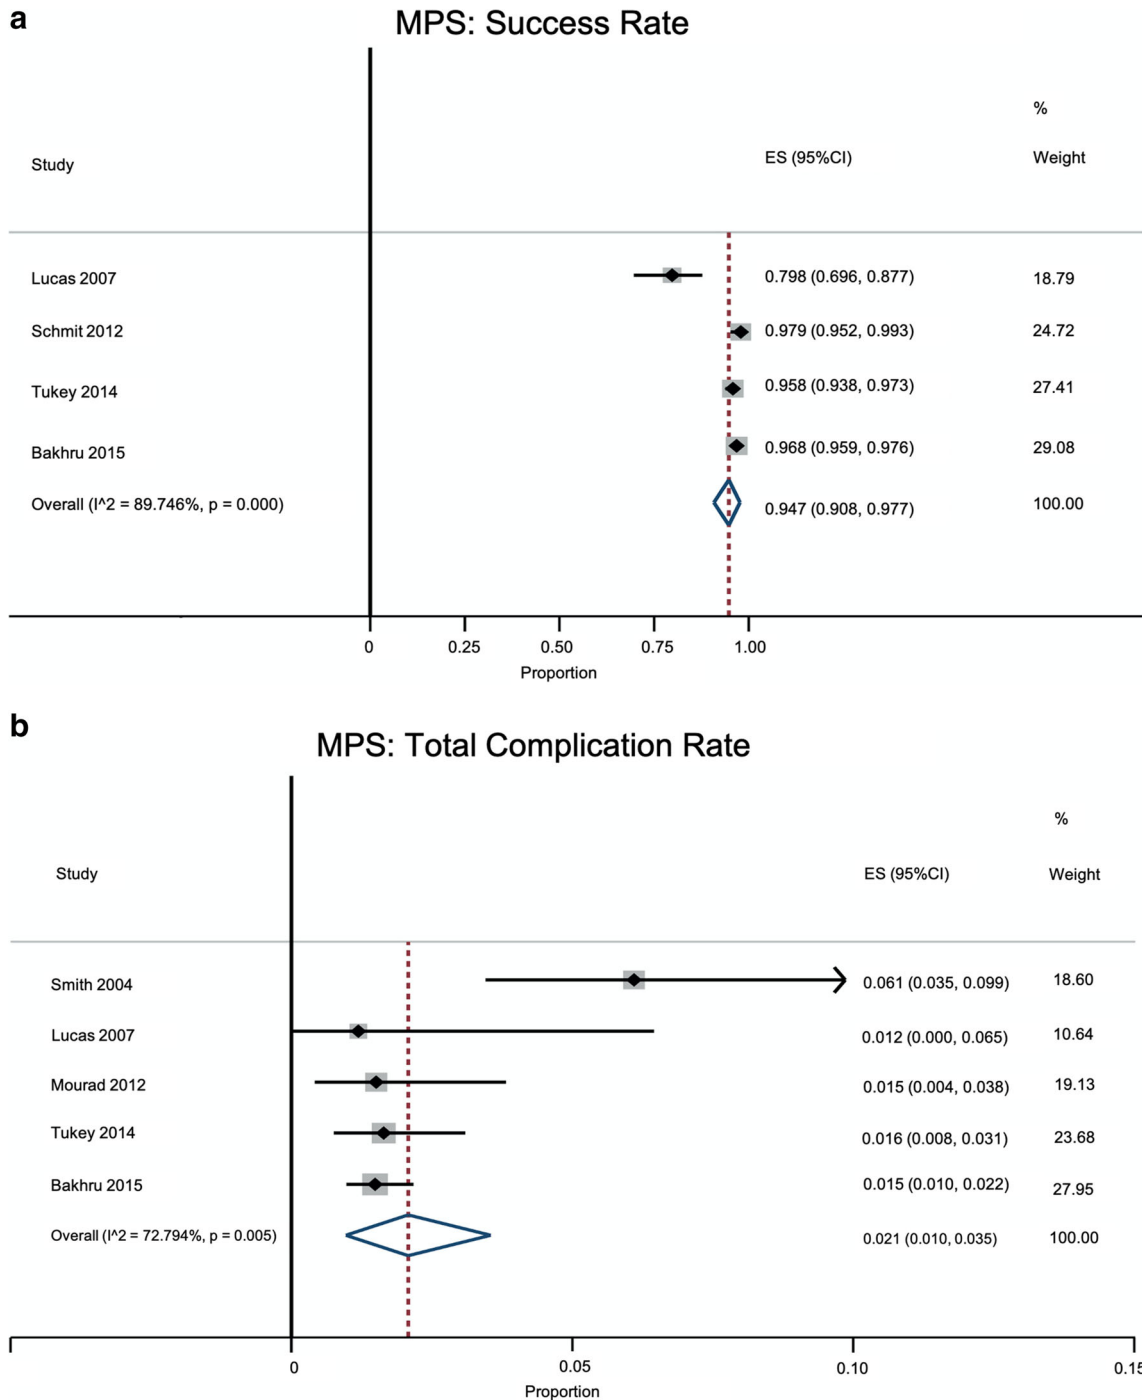 a
MPS: Success Rate
%
Study ES (95%CI) Weight
Lucas 2007 0.798 (0.696, 0.877) 18.79
Schmit 2012 0.979 (0.952, 0.993) 24.72
Tukey 2014 0.958 (0.938, 0.973) 27.41
Bakhru 2015 0.968 (0.959, 0.976) 29.08
Overall (I^2 = 89.746%, p = 0.000) 0.947 (0.908, 0.977) 100.00
0 0.25 0.50 0.75 1.00
Proportion
b
MPS: Total Complication Rate
%
Study ES (95%CI) Weight
Smith 2004 0.061 (0.035, 0.099) 18.60
Lucas 2007 0.012 (0.000, 0.065) 10.64
Mourad 2012 0.015 (0.004, 0.038) 19.13
Tukey 2014 0.016 (0.008, 0.031) 23.68
Bakhru 2015 0.015 (0.010, 0.022) 27.95
Overall (I^2 = 72.794%, p = 0.005) 0.021 (0.010, 0.035) 100.00
0 0.05 0.10 0.15
Proportion